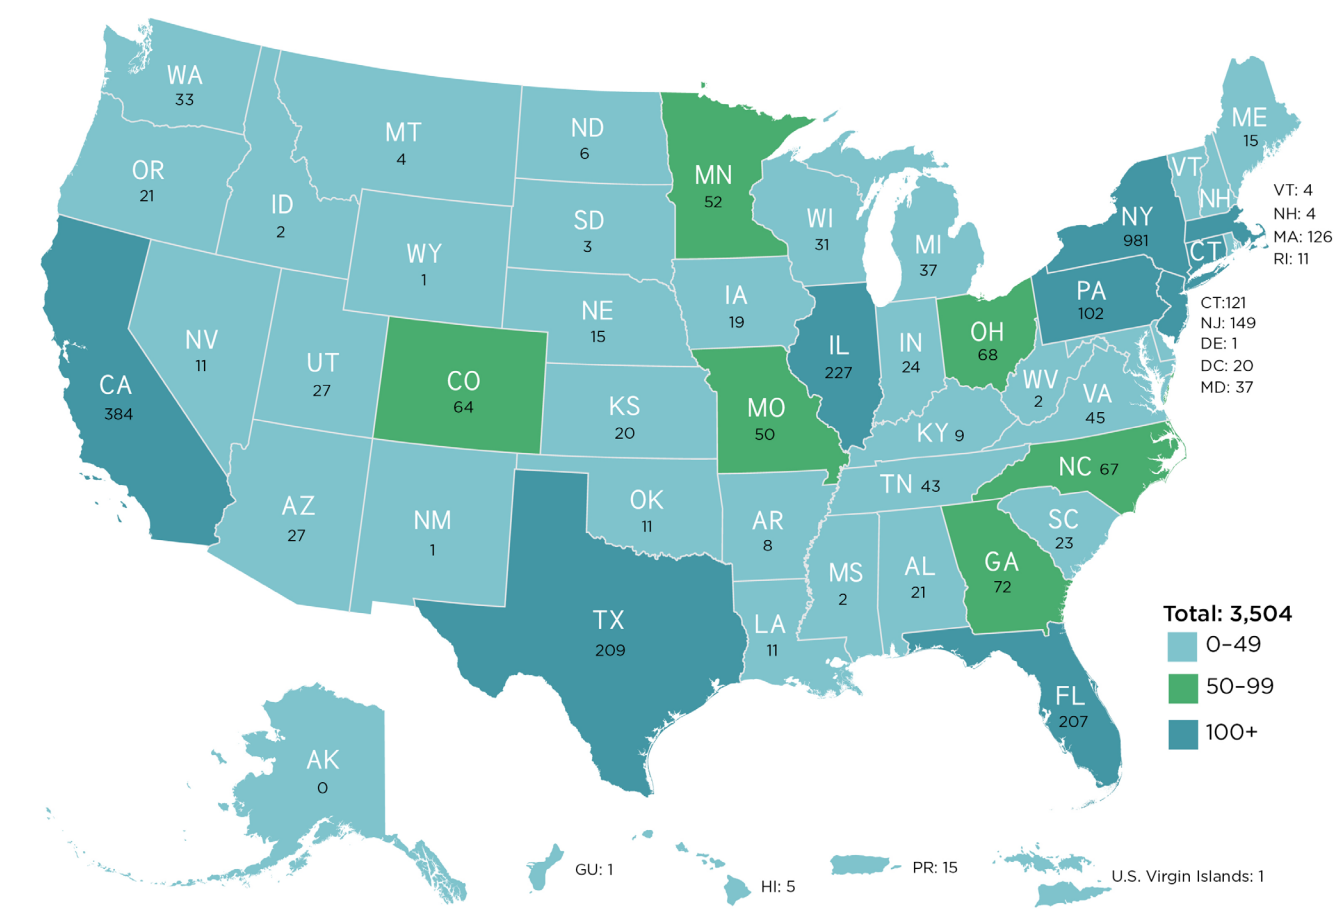 WA
33
OR
21
CA
384
NV
11
ID
2
MT
4
WY
1
UT
27
AZ
27
CO
64
NM
1
ND
6
SD
3
NE
15
KS
20
OK
11
TX
209
MN
52
IA
19
MO
50
AR
8
LA
11
WI
31
IL
227
MI
37
IN
24
OH
68
KY 9
TN 43
MS
2
AL
21
GA
72
FL
207
SC
23
NC 67
VA
45
WV
2
PA
102
NY
981
VT
NH
ME
15
CT
VT: 4
NH: 4
MA: 126
RI: 11
CT:121
NJ: 149
DE: 1
DC: 20
MD: 37
Total: 3,504
0–49
50–99
100+
AK
0
GU: 1
HI: 5
PR: 15
U.S. Virgin Islands: 1